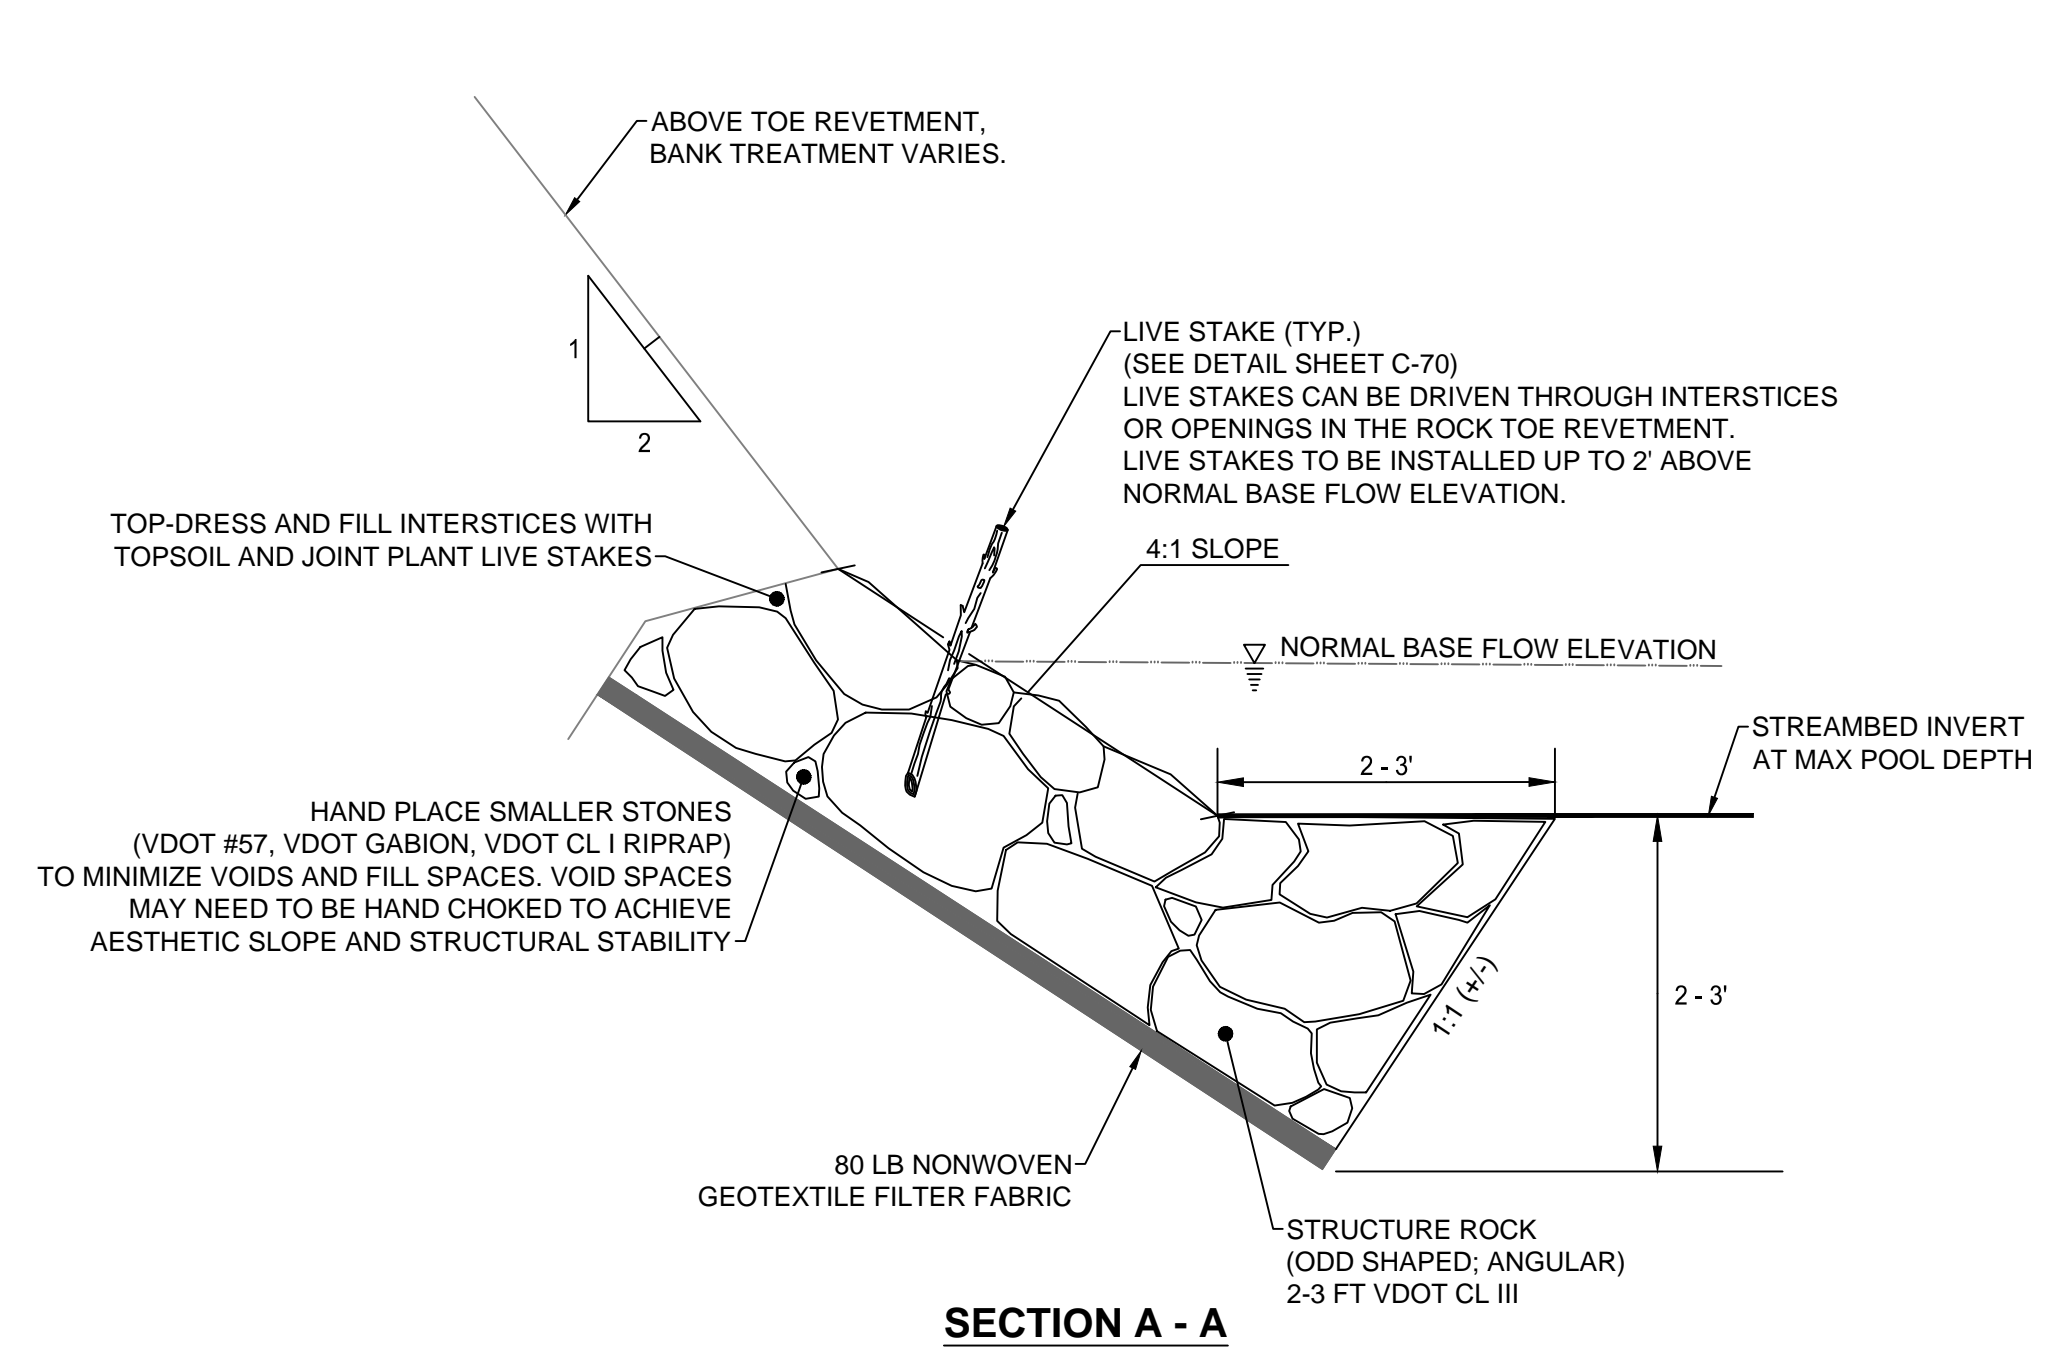 ABOVE TOE REVETMENT,
BANK TREATMENT VARIES.
1
2
LIVE STAKE (TYP.)
(SEE DETAIL SHEET C-70)
LIVE STAKES CAN BE DRIVEN THROUGH INTERSTICES
OR OPENINGS IN THE ROCK TOE REVETMENT.
LIVE STAKES TO BE INSTALLED UP TO 2' ABOVE
NORMAL BASE FLOW ELEVATION.
TOP-DRESS AND FILL INTERSTICES WITH
TOPSOIL AND JOINT PLANT LIVE STAKES
4:1 SLOPE
NORMAL BASE FLOW ELEVATION
STREAMBED INVERT
AT MAX POOL DEPTH
2 - 3'
HAND PLACE SMALLER STONES
(VDOT #57, VDOT GABION, VDOT CL I RIPRAP)
TO MINIMIZE VOIDS AND FILL SPACES. VOID SPACES
MAY NEED TO BE HAND CHOKED TO ACHIEVE
AESTHETIC SLOPE AND STRUCTURAL STABILITY
1:1 (+/-)
2 - 3'
80 LB NONWOVEN
GEOTEXTILE FILTER FABRIC
STRUCTURE ROCK
(ODD SHAPED; ANGULAR)
2-3 FT VDOT CL III
SECTION A - A